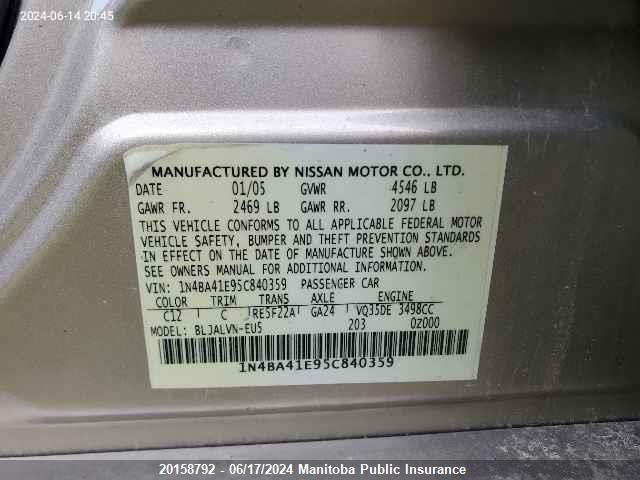 2024-06-14 20:45
MANUFACTURED BY NISSAN MOTOR CO., LTD.
DATE 01/05 GVWR 4546 LB
GAWR FR. 2469 LB GAWR RR. 2097 LB
THIS VEHICLE CONFORMS TO ALL APPLICABLE FEDERAL MOTOR
VEHICLE SAFETY, BUMPER AND THEFT PREVENTION STANDARDS
IN EFFECT ON THE DATE OF MANUFACTURE SHOWN ABOVE.
SEE OWNERS MANUAL FOR ADDITIONAL INFORMATION.
VIN: 1N4BA41E95C840359 PASSENGER CAR
COLOR TRIM TRANS AXLE ENGINE
C12 C RE5F22A GA24 VQ35DE 3498CC
MODEL: BLJALVN-EU5 203 0Z000
1N4BA41E95C840359
20158792 - 06/17/2024 Manitoba Public Insurance